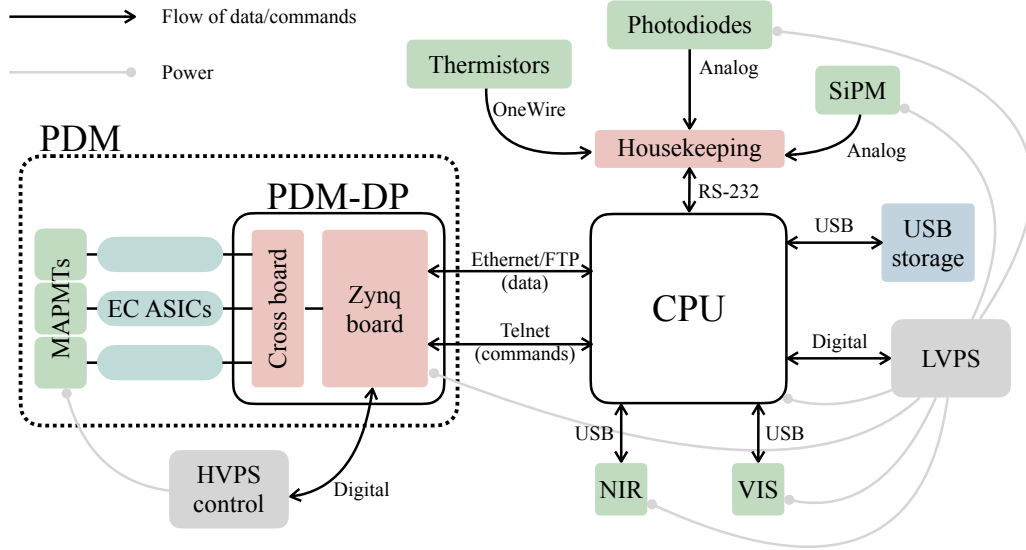 Flow of data/commands
Power
Photodiodes
Thermistors
Analog
SiPM
OneWire
Housekeeping
Analog
RS-232
PDM
PDM-DP
MAPMTs
EC ASICs
Cross board
Zynq
board
Ethernet/FTP
(data)
Telnet
(commands)
CPU
USB
USB
storage
Digital
LVPS
HVPS
control
Digital
USB
USB
NIR
VIS